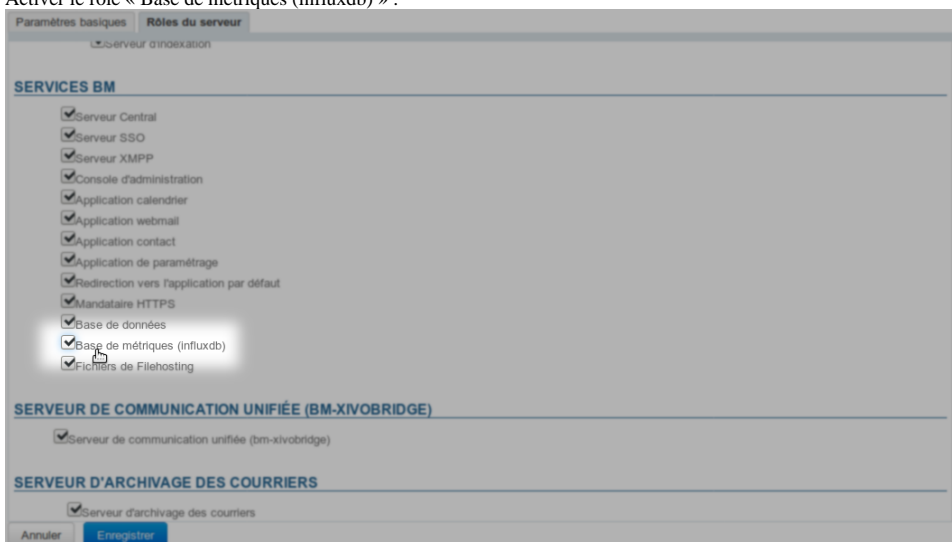 Activer le rôle « Base de métriques (influxdb) » :
Paramètres basiques Rôles du serveur
Serveur d'indexation
SERVICES BM
Serveur Central
Serveur SSO
Serveur XMPP
Console d'administration
Application calendrier
Application webmail
Application contact
Application de paramétrage
Redirection vers l'application par défaut
Mandataire HTTPS
Base de données
Base de métriques (influxdb)
Fichiers de Filehosting
SERVEUR DE COMMUNICATION UNIFIÉE (BM-XIVOBRIDGE)
Serveur de communication unifiée (bm-xivobridge)
SERVEUR D'ARCHIVAGE DES COURRIERS
Serveur d'archivage des courriers
Annuler Enregistrer